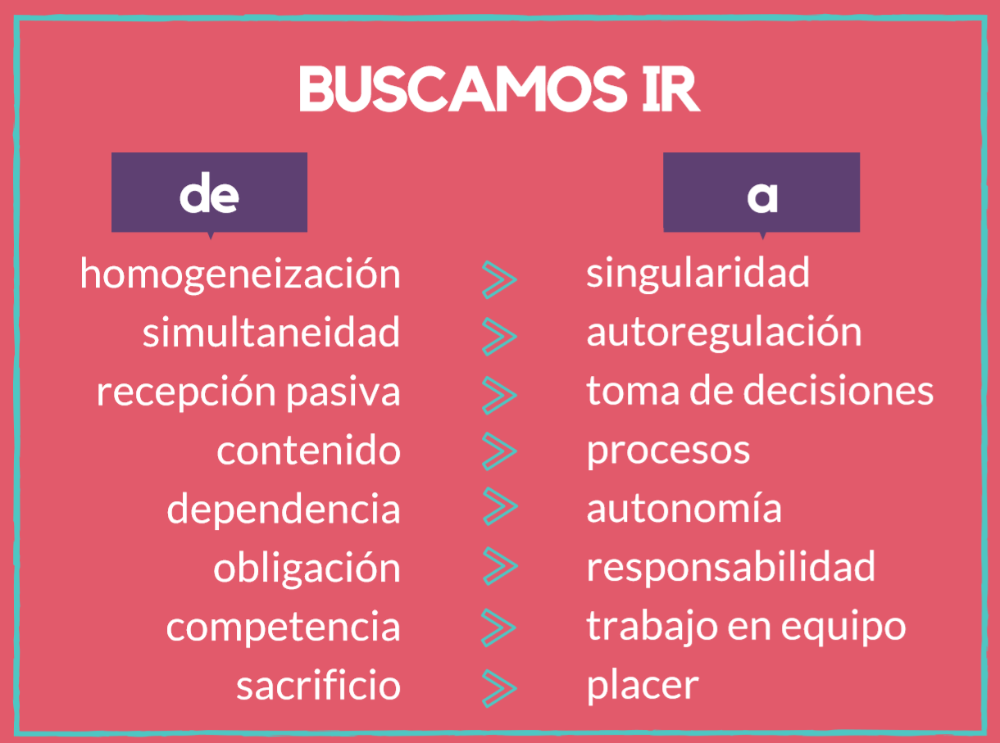 BUSCAMOS IR
de a
homogeneización singularidad
simultaneidad autoregulación
recepción pasiva toma de decisiones
contenido procesos
dependencia autonomía
obligación responsabilidad
competencia trabajo en equipo
sacrificio placer